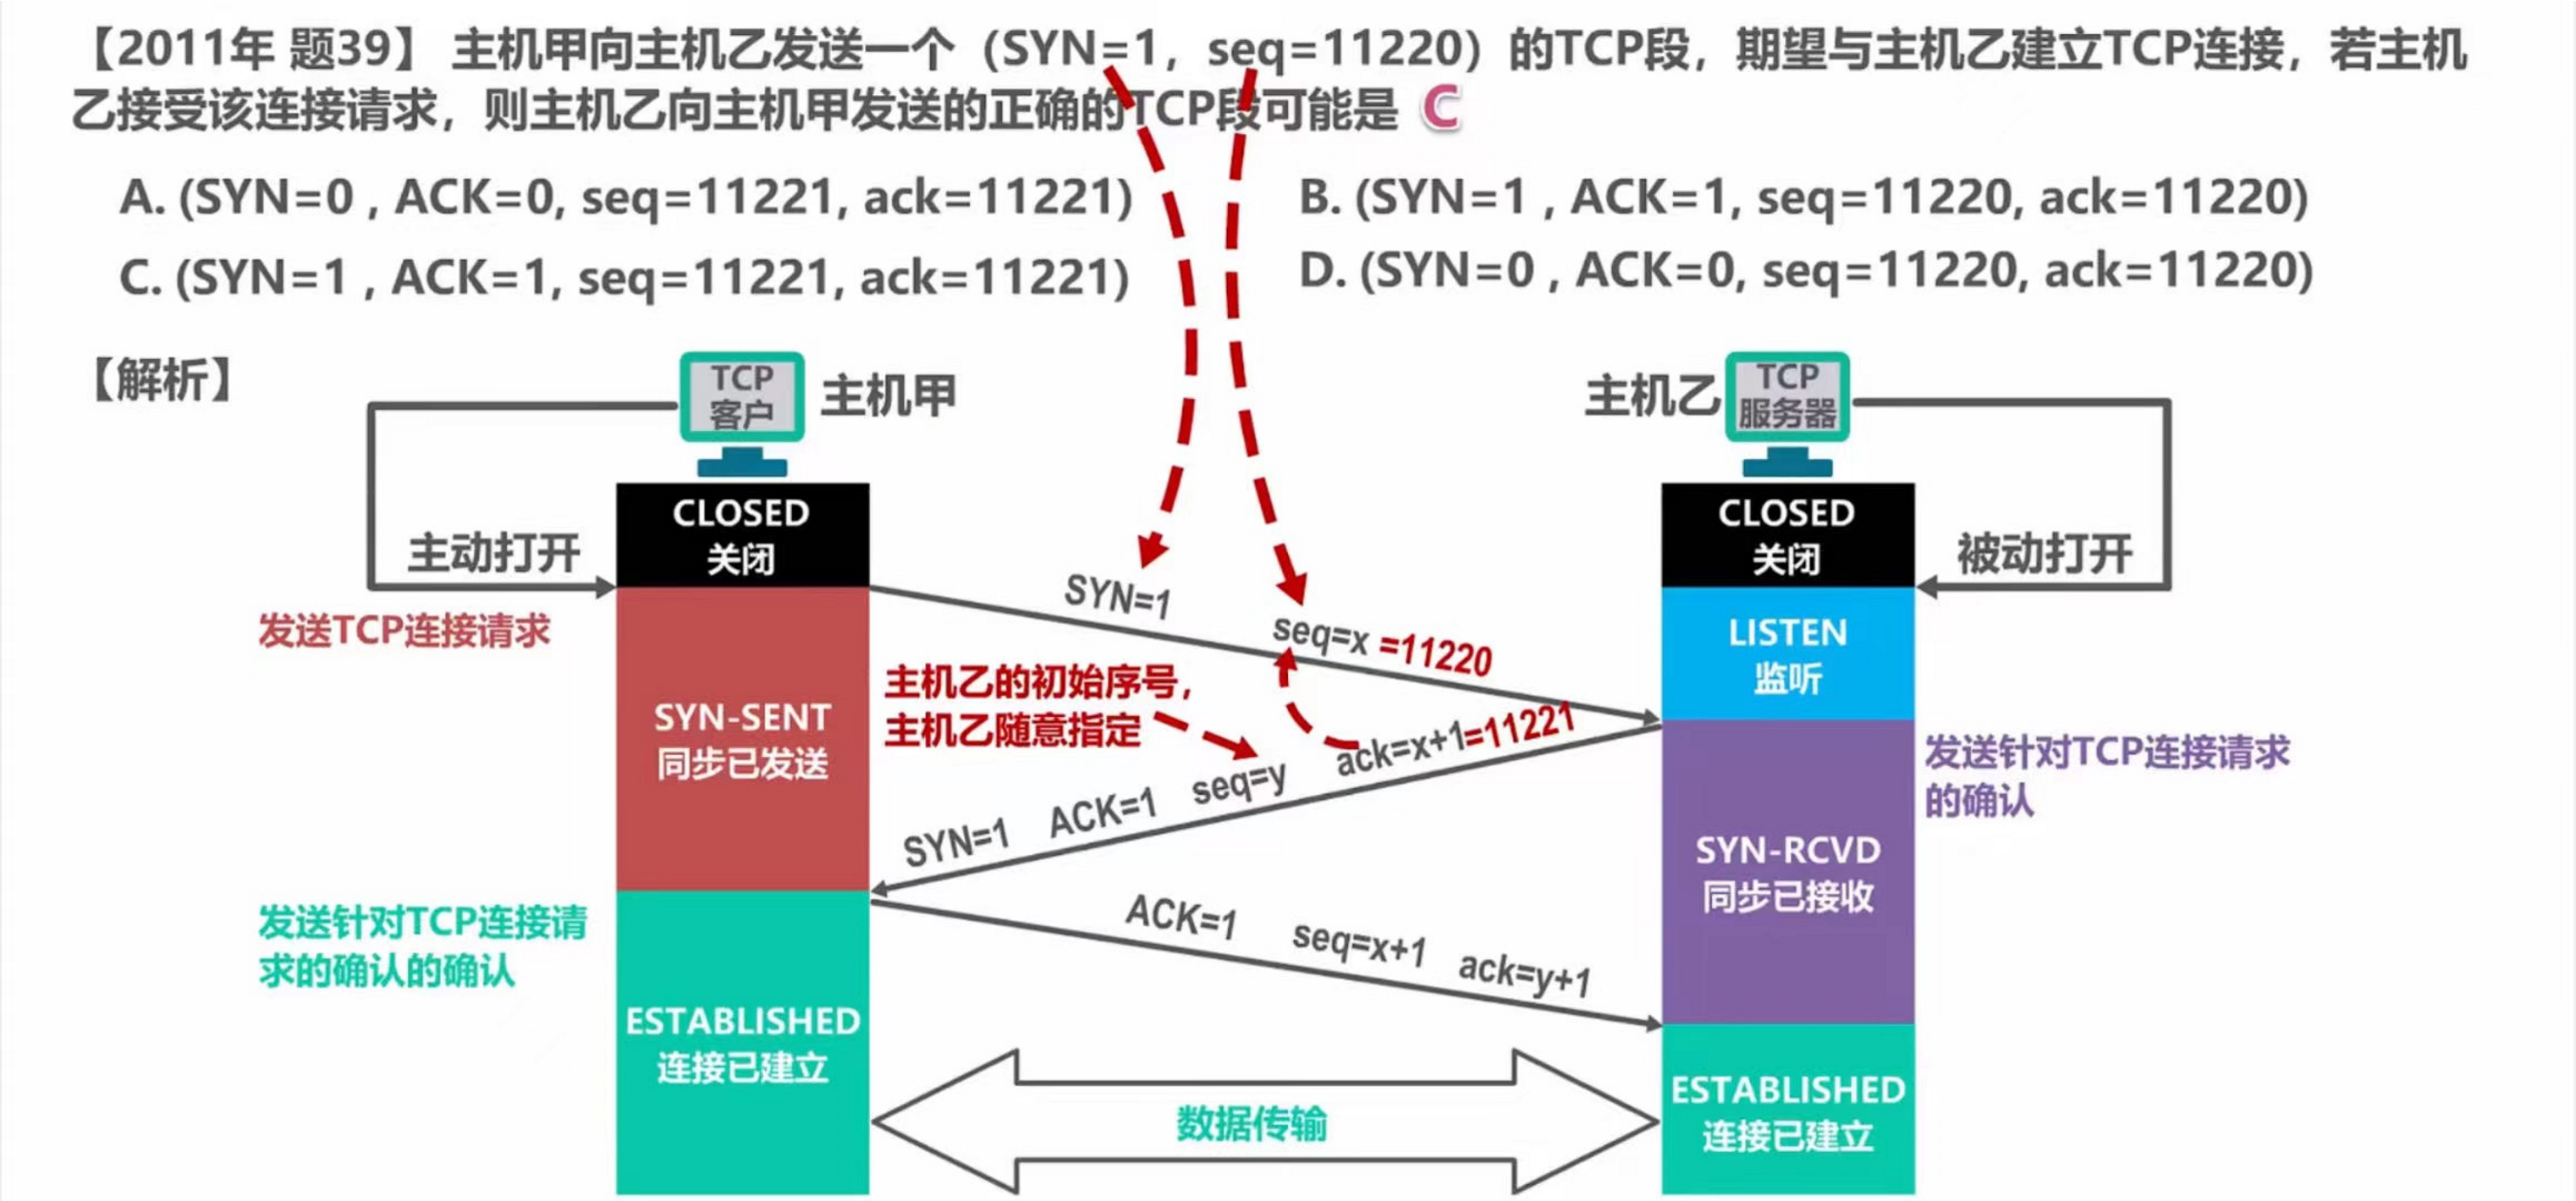 【2011年 题39】 主机甲向主机乙发送一个（SYN=1，seq=11220）的TCP段，期望与主机乙建立TCP连接，若主机
乙接受该连接请求，则主机乙向主机甲发送的正确的TCP段可能是 C
A. (SYN=0 , ACK=0, seq=11221, ack=11221)
B. (SYN=1 , ACK=1, seq=11220, ack=11220)
C. (SYN=1 , ACK=1, seq=11221, ack=11221)
D. (SYN=0 , ACK=0, seq=11220, ack=11220)
【解析】
TCP
客户
主机甲
主机乙
TCP
服务器
CLOSED
关闭
CLOSED
关闭
主动打开
被动打开
SYN=1
seq=x =11220
发送TCP连接请求
LISTEN
监听
主机乙的初始序号，
主机乙随意指定
SYN-SENT
同步已发送
SYN=1 ACK=1 seq=y ack=x+1=11221
发送针对TCP连接请求
的确认
SYN-RCVD
同步已接收
发送针对TCP连接请
求的确认的确认
ACK=1 seq=x+1 ack=y+1
ESTABLISHED
连接已建立
ESTABLISHED
连接已建立
数据传输